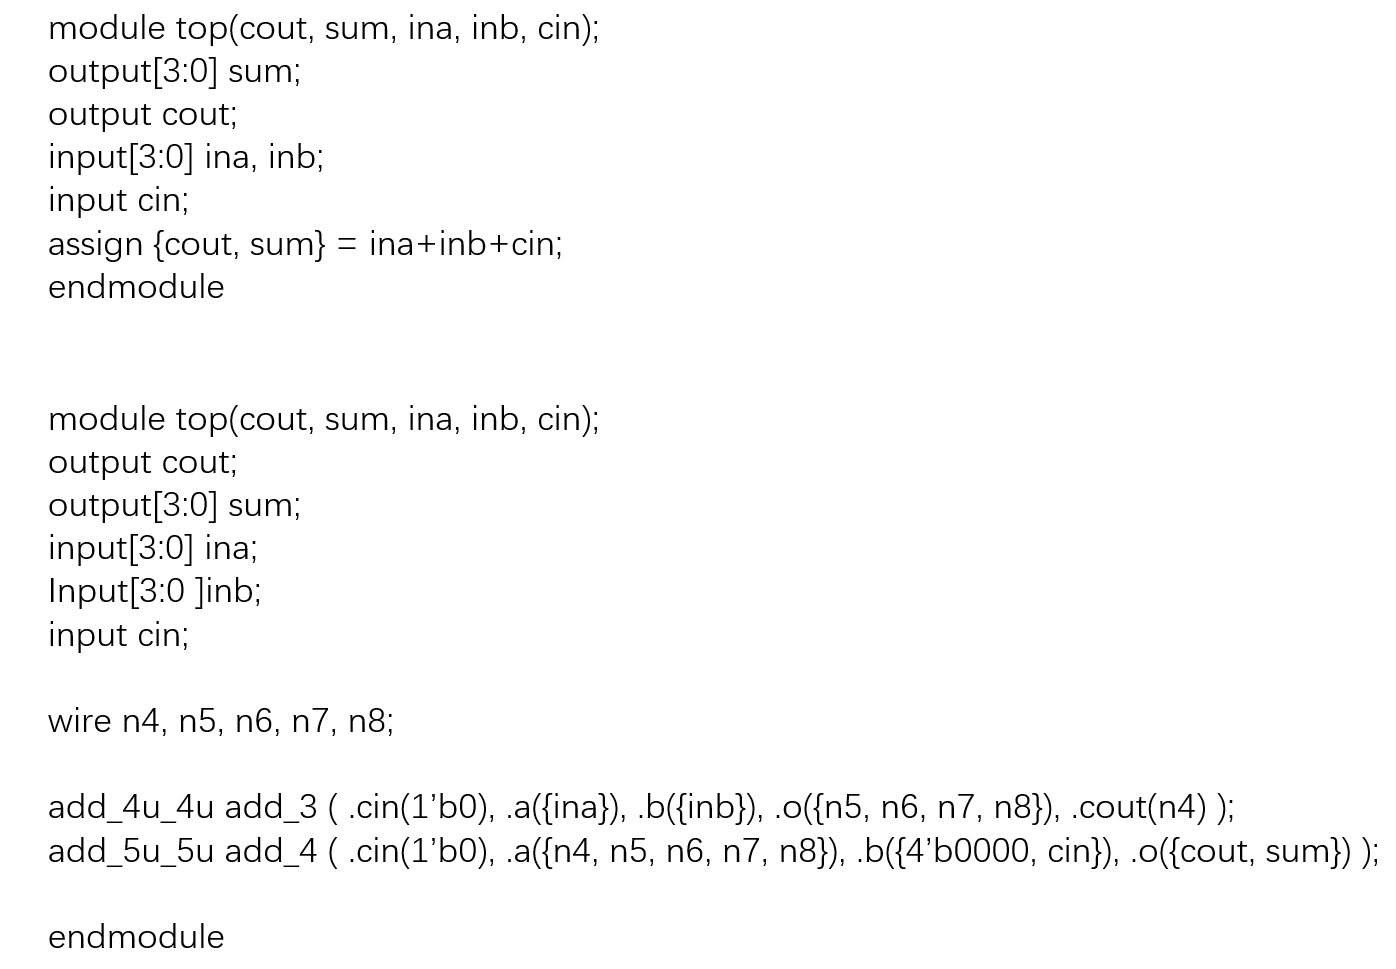 module top(cout, sum, ina, inb, cin);
output[3:0] sum;
output cout;
input[3:0] ina, inb;
input cin;
assign {cout, sum} = ina+inb+cin;
endmodule
module top(cout, sum, ina, inb, cin);
output cout;
output[3:0] sum;
input[3:0] ina;
Input[3:0 ]inb;
input cin;
wire n4, n5, n6, n7, n8;
add_4u_4u add_3 ( .cin(1’b0), .a({ina}), .b({inb}), .o({n5, n6, n7, n8}), .cout(n4) );
add_5u_5u add_4 ( .cin(1’b0), .a({n4, n5, n6, n7, n8}), .b({4’b0000, cin}), .o({cout, sum}) );
endmodule